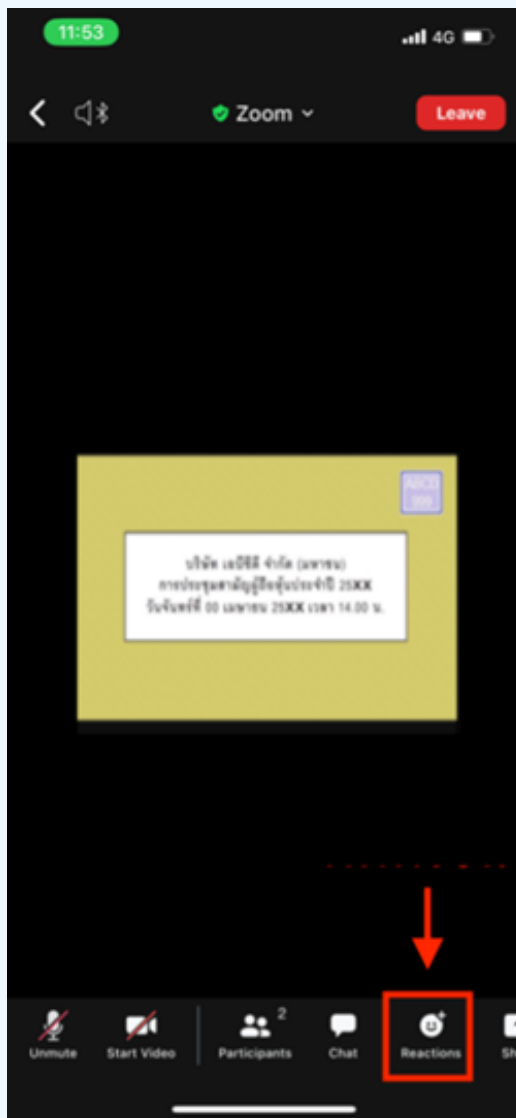 11:53
4G
Zoom
Leave
ABCD
999
บริษัท เอบีซีดี จำกัด (มหาชน)
การประชุมสามัญผู้ถือหุ้นประจำปี 25XX
วันจันทร์ที่ 00 เมษายน 25XX เวลา 14.00 น.
Unmute
Start Video
Participants
2
Chat
Reactions